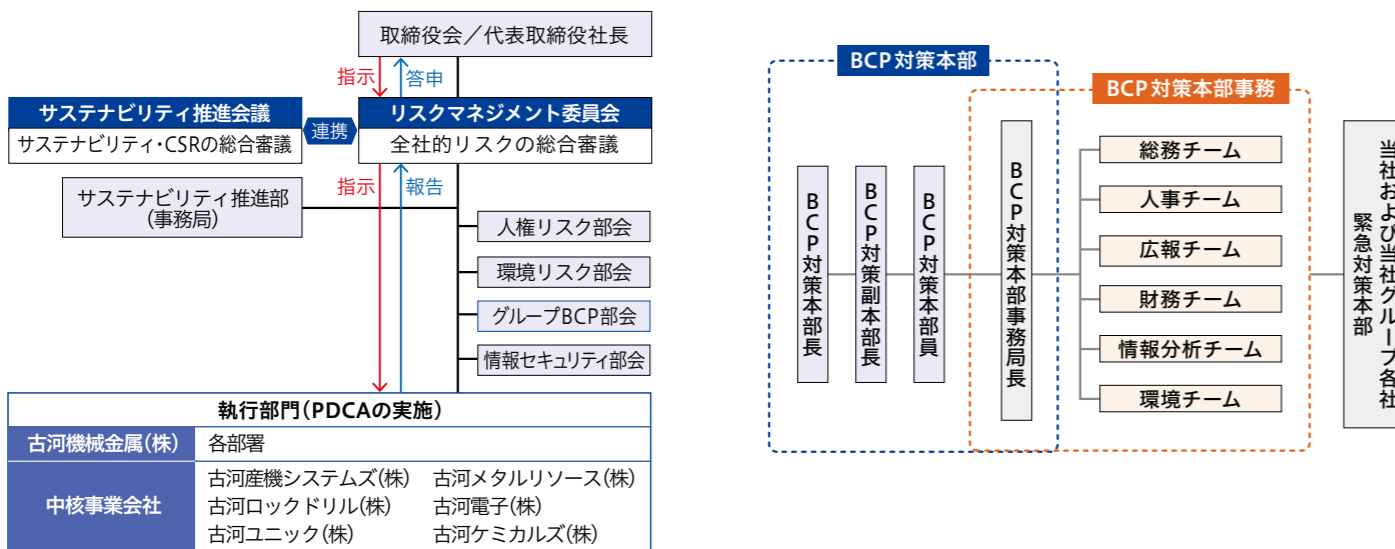 取締役会／代表取締役社長
指示
答申
サステナビリティ推進会議
サステナビリティ・CSRの総合審議
連携
リスクマネジメント委員会
全社的リスクの総合審議
指示
報告
サステナビリティ推進部
（事務局）
人権リスク部会
環境リスク部会
グループBCP部会
情報セキュリティ部会
執行部門（PDCAの実施）
古河機械金属（株）
各部署
中核事業会社
古河産機システムズ（株）
古河メタルリソース（株）
古河ロックドリル（株）
古河電子（株）
古河ユニック（株）
古河ケミカルズ（株）
BCP対策本部
BCP対策本部事務
BCP対策本部長
BCP対策副本部長
BCP対策本部員
BCP対策本部事務局長
総務チーム
人事チーム
広報チーム
財務チーム
情報分析チーム
環境チーム
当社および当社グループ各社
緊急対策本部